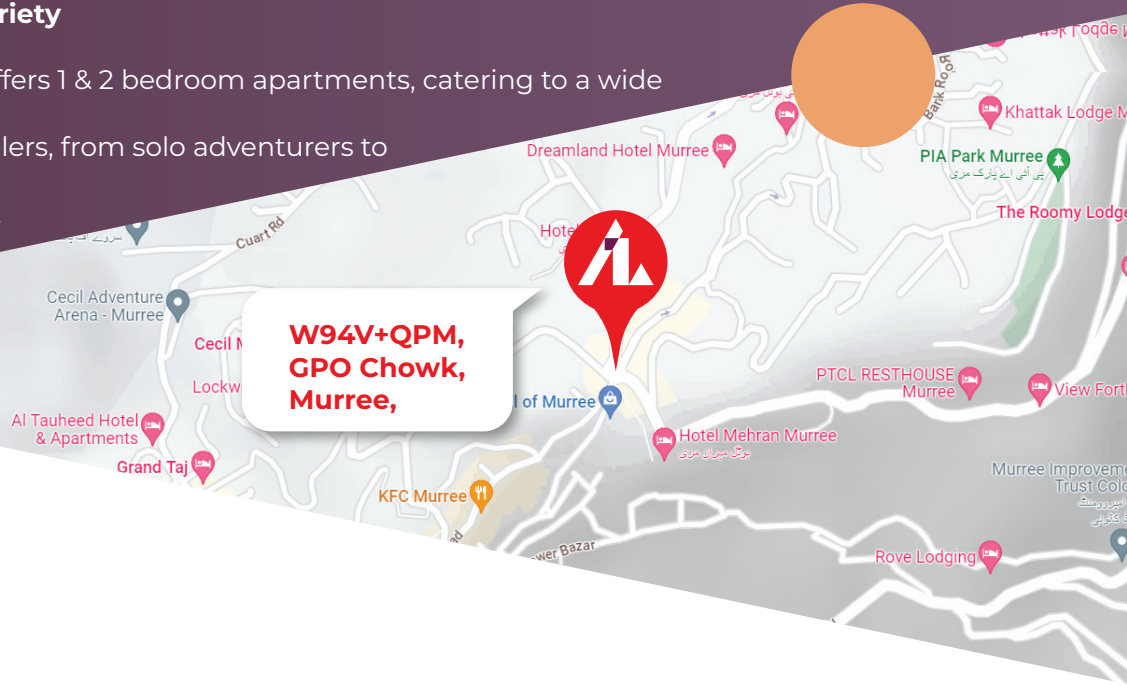 riety
ffers 1 & 2 bedroom apartments, catering to a wide
lers, from solo adventurers to
Bank Road
Khattak Lodge M
Dreamland Hotel Murree
PIA Park Murree
پی آئی اے پارک مری
The Roomy Lodge
Cuart Rd
Hote
Cecil Adventure
Arena - Murree
W94V+QPM,
GPO Chowk,
Murree,
Cecil M
Lockw
PTCL RESTHOUSE
Murree
View Forth
l of Murree
Al Tauheed Hotel
& Apartments
Hotel Mehran Murree
ہوٹل مہران مری
Grand Taj
KFC Murree
Murree Improveme
Trust Colo
wer Bazar
Rove Lodging